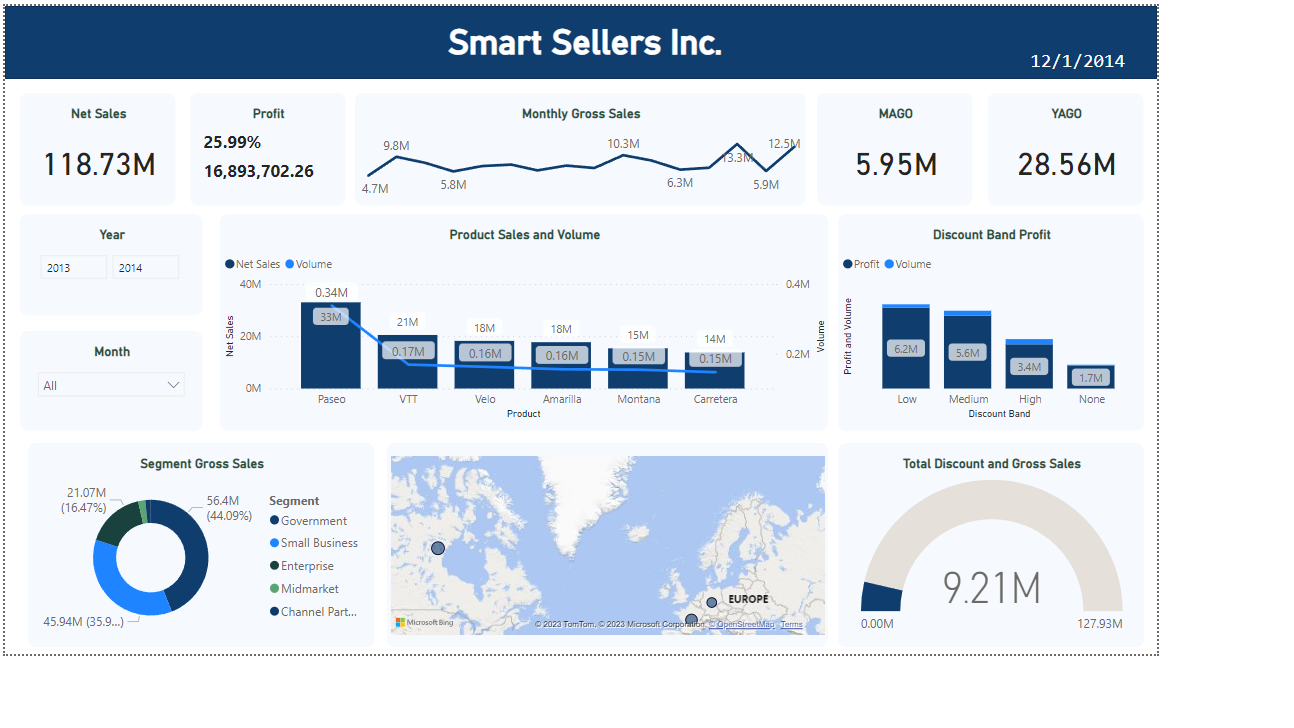 Smart Sellers Inc.
12/1/2014
Net Sales
118.73M
Profit
25.99%
16,893,702.26
Monthly Gross Sales
9.8M
10.3M
12.5M
13.3M
4.7M
5.8M
6.3M
5.9M
MAGO
5.95M
YAGO
28.56M
Year
2013
2014
Month
All
Product Sales and Volume
Net Sales
Volume
40M
20M
0M
Net Sales
0.34M
33M
21M
0.17M
18M
0.16M
18M
0.16M
15M
0.15M
14M
0.15M
0.4M
0.2M
Volume
Paseo
VTT
Velo
Amarilla
Montana
Carretera
Product
Discount Band Profit
Profit
Volume
Profit and Volume
6.2M
5.6M
3.4M
1.7M
Low
Medium
High
None
Discount Band
Segment Gross Sales
21.07M
(16.47%)
56.4M
(44.09%)
45.94M (35.9...)
Segment
Government
Small Business
Enterprise
Midmarket
Channel Part...
EUROPE
Microsoft Bing
© 2023 TomTom, © 2023 Microsoft Corporation, © OpenStreetMap Terms
Total Discount and Gross Sales
9.21M
0.00M
127.93M